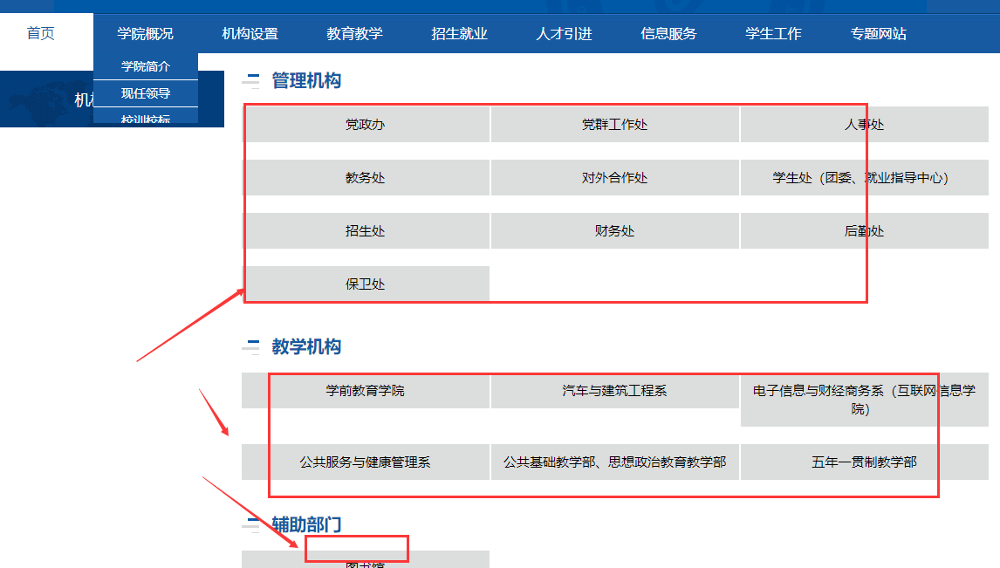 首页
学院概况
机构设置
教育教学
招生就业
人才引进
信息服务
学生工作
专题网站
学院简介
现任领导
校训校标
机
管理机构
党政办
党群工作处
人事处
教务处
对外合作处
学生处（团委、就业指导中心）
招生处
财务处
后勤处
保卫处
教学机构
学前教育学院
汽车与建筑工程系
电子信息与财经商务系（互联网信息学
院）
公共服务与健康管理系
公共基础教学部、思想政治教育教学部
五年一贯制教学部
辅助部门
图书馆